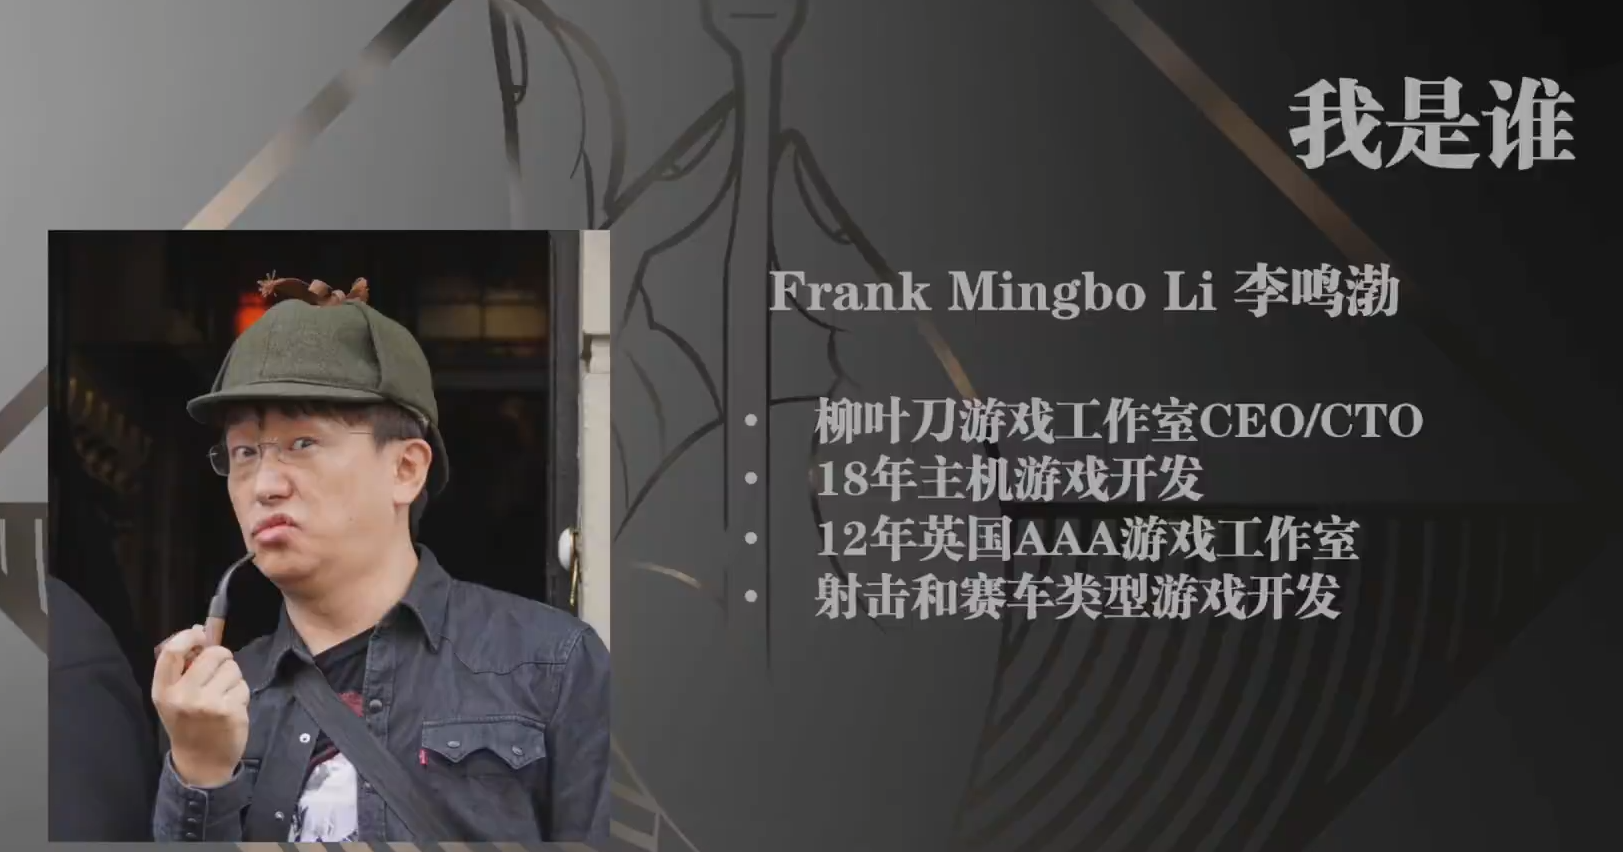 我是谁
Frank Mingbo Li 李鸣渤
• 柳叶刀游戏工作室CEO/CTO
• 18年主机游戏开发
• 12年英国AAA游戏工作室
• 射击和赛车类型游戏开发